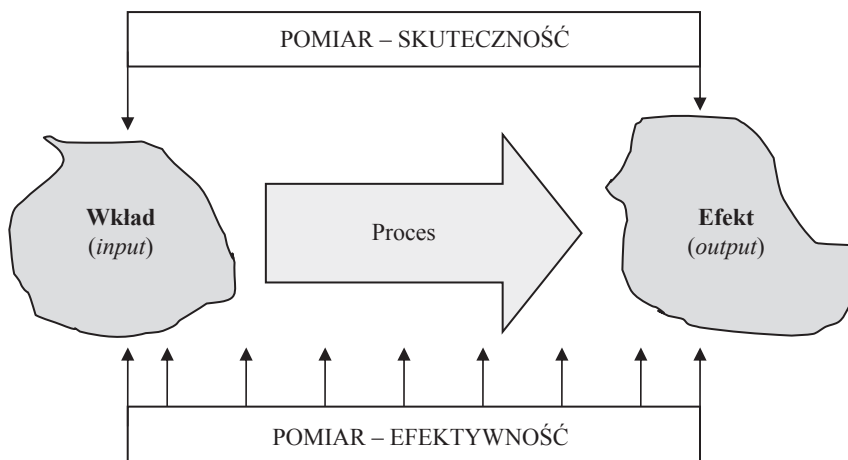 POMIAR – SKUTECZNOŚĆ
Wkład
(input)
Proces
Efekt
(output)
POMIAR – EFEKTYWNOŚĆ